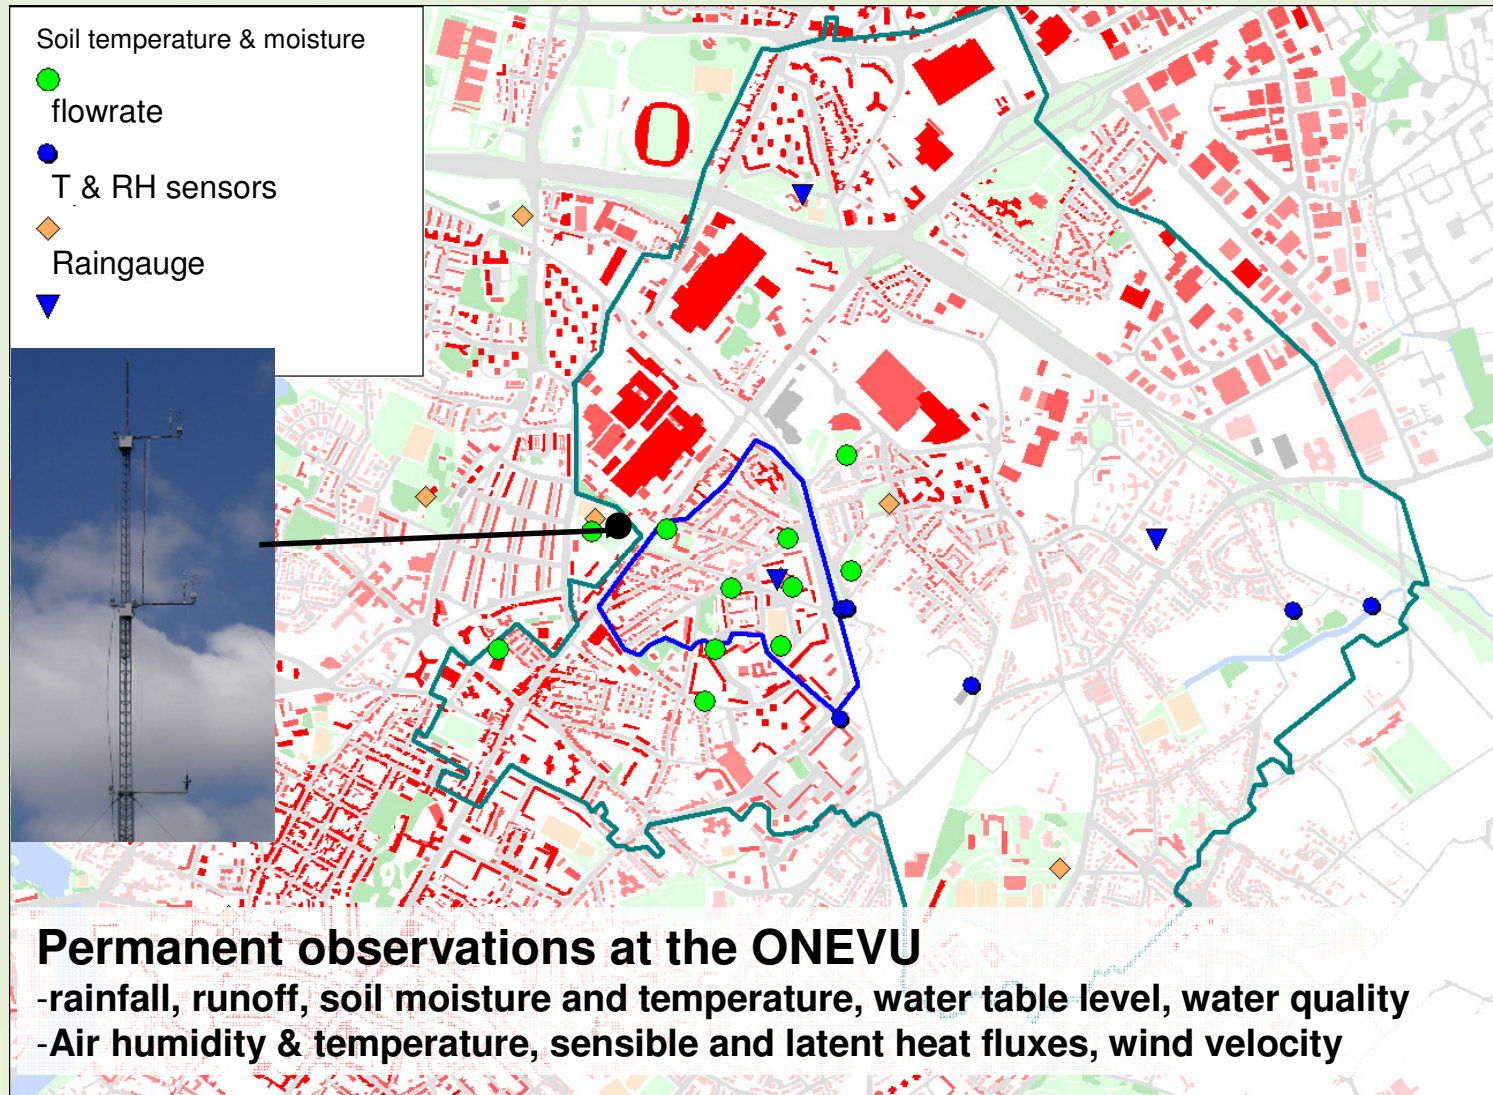 Soil temperature & moisture
flowrate
T & RH sensors
Raingauge
Permanent observations at the ONEVU
-rainfall, runoff, soil moisture and temperature, water table level, water quality
-Air humidity & temperature, sensible and latent heat fluxes, wind velocity